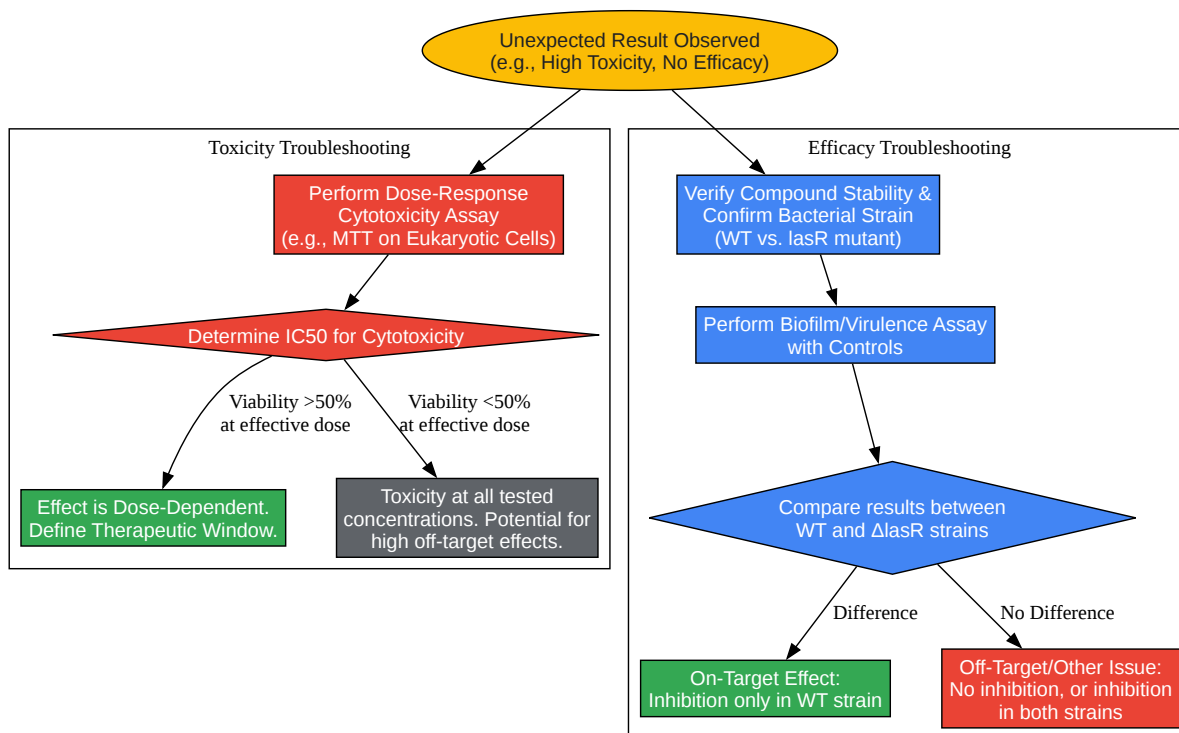 Unexpected Result Observed
(e.g., High Toxicity, No Efficacy)
Toxicity Troubleshooting
Perform Dose-Response
Cytotoxicity Assay
(e.g., MTT on Eukaryotic Cells)
Determine IC50 for Cytotoxicity
Viability >50%
at effective dose
Viability <50%
at effective dose
Effect is Dose-Dependent.
Define Therapeutic Window.
Toxicity at all tested
concentrations. Potential for
high off-target effects.
Efficacy Troubleshooting
Verify Compound Stability &
Confirm Bacterial Strain
(WT vs. lasR mutant)
Perform Biofilm/Virulence Assay
with Controls
Compare results between
WT and ΔlasR strains
Difference
No Difference
On-Target Effect:
Inhibition only in WT strain
Off-Target/Other Issue:
No inhibition, or inhibition
in both strains